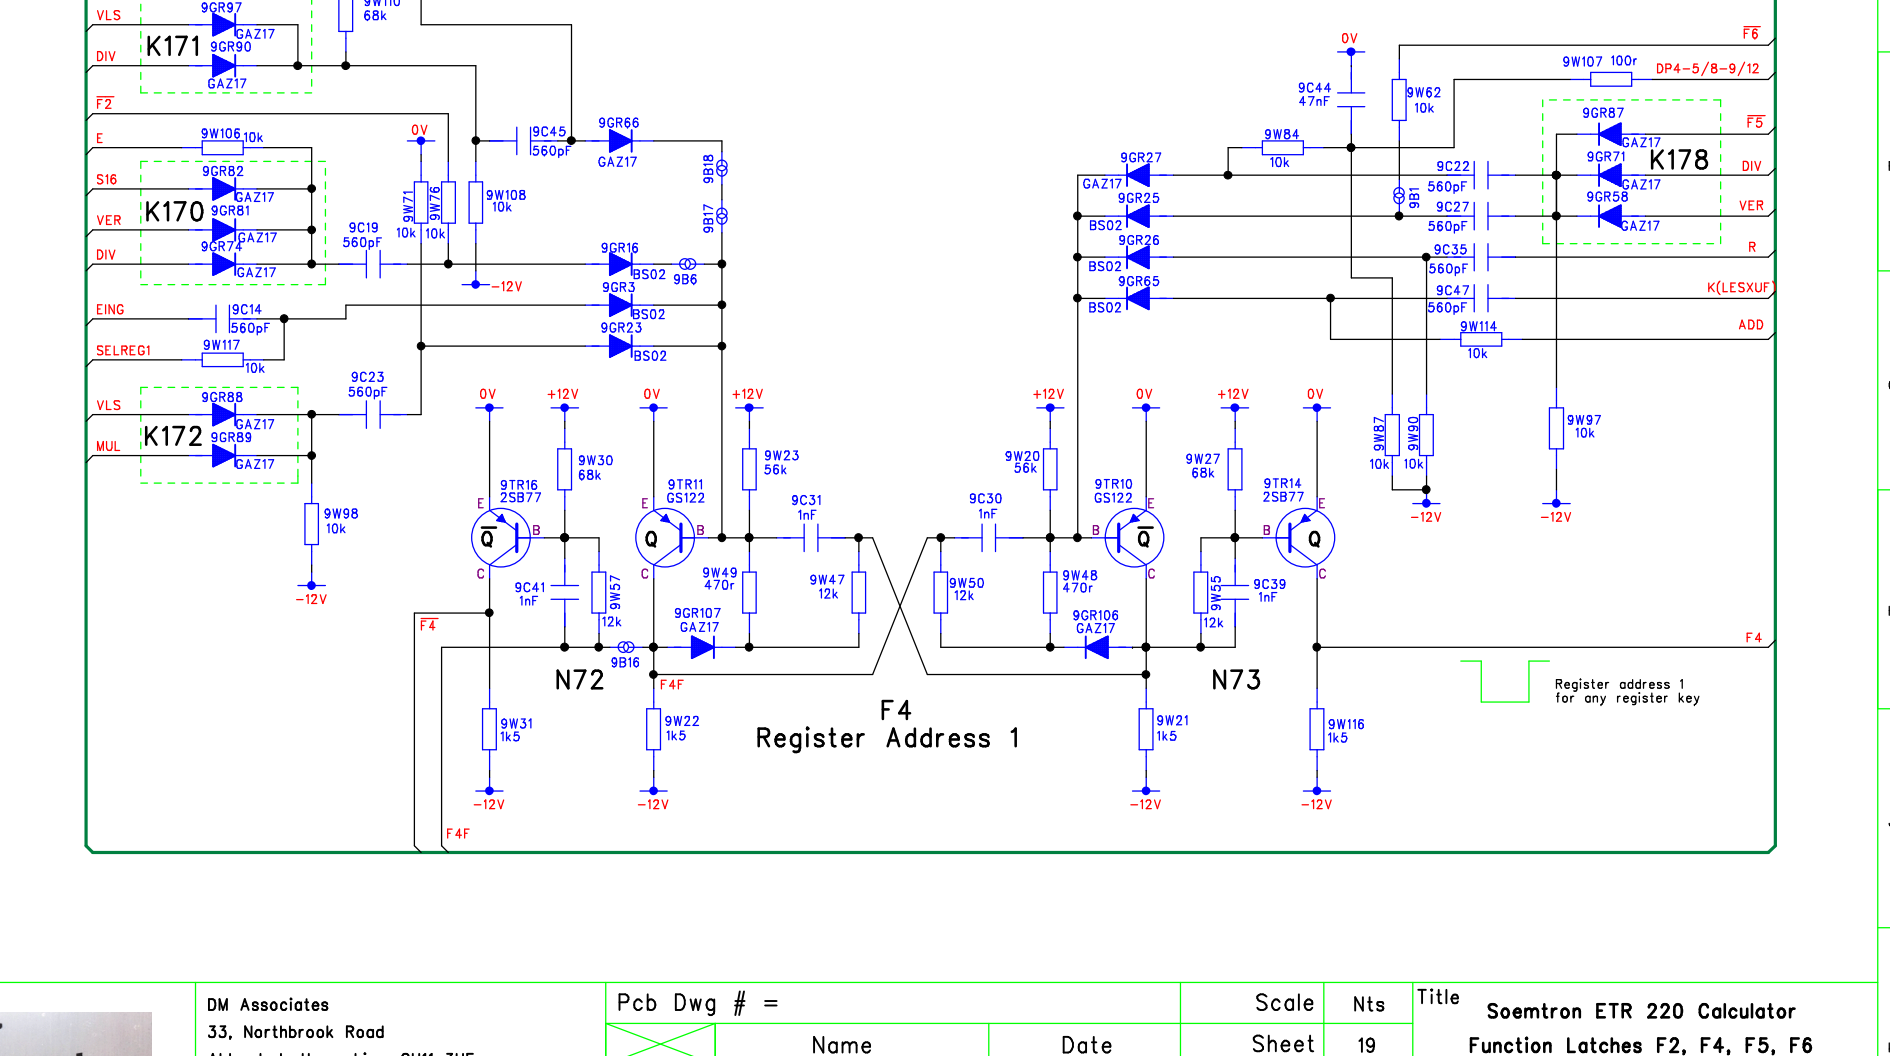 VLS
9GR97
GAZ17
K171
9GR90
DIV
GAZ17
9W110
68k
F2
E
9W106
10k
S16
9GR82
GAZ17
K170
VER
9GR81
GAZ17
9GR74
DIV
GAZ17
9C19
560pF
0V
9W71
10k
9W76
10k
9W108
10k
-12V
9C45
560pF
9GR66
GAZ17
9B18
9B17
9GR16
BS02
9B6
9GR3
BS02
9GR23
BS02
EING
9C14
560pF
SELREG1
9W117
10k
9C23
560pF
VLS
9GR88
GAZ17
K172
9GR89
MUL
GAZ17
9W98
10k
-12V
0V
+12V
0V
+12V
9W30
68k
9W23
56k
9TR16
2SB77
9TR11
GS122
9C31
1nF
E
B
C
Q
E
B
C
Q
9C41
1nF
9W57
12k
9W49
470r
9W47
12k
9GR107
GAZ17
9B16
F4
N72
F4F
9W31
1k5
9W22
1k5
-12V
-12V
F4F
F4
Register Address 1
0V
9C44
47nF
9W62
10k
9W107 100r
F6
DP4-5/8-9/12
9W84
10k
9GR87
GAZ17
F5
K178
9GR71
GAZ17
DIV
9GR58
GAZ17
VER
9GR27
GAZ17
9GR25
BS02
9GR26
BS02
9GR65
BS02
9B1
9C22
560pF
9C27
560pF
9C35
560pF
9C47
560pF
R
K(LESXUF)
ADD
9W114
10k
9W87
10k
9W90
10k
-12V
9W97
10k
-12V
+12V
0V
+12V
0V
9W20
56k
9W27
68k
9C30
1nF
9TR10
GS122
9TR14
2SB77
E
B
C
Q
E
B
C
Q
9W50
12k
9W48
470r
9W55
12k
9C39
1nF
9GR106
GAZ17
N73
F4
Register address 1
for any register key
9W21
1k5
9W116
1k5
-12V
-12V
DM Associates
33, Northbrook Road
Pcb Dwg # =
Scale
Nts
Title
Soemtron ETR 220 Calculator
Name
Date
Sheet
19
Function Latches F2, F4, F5, F6